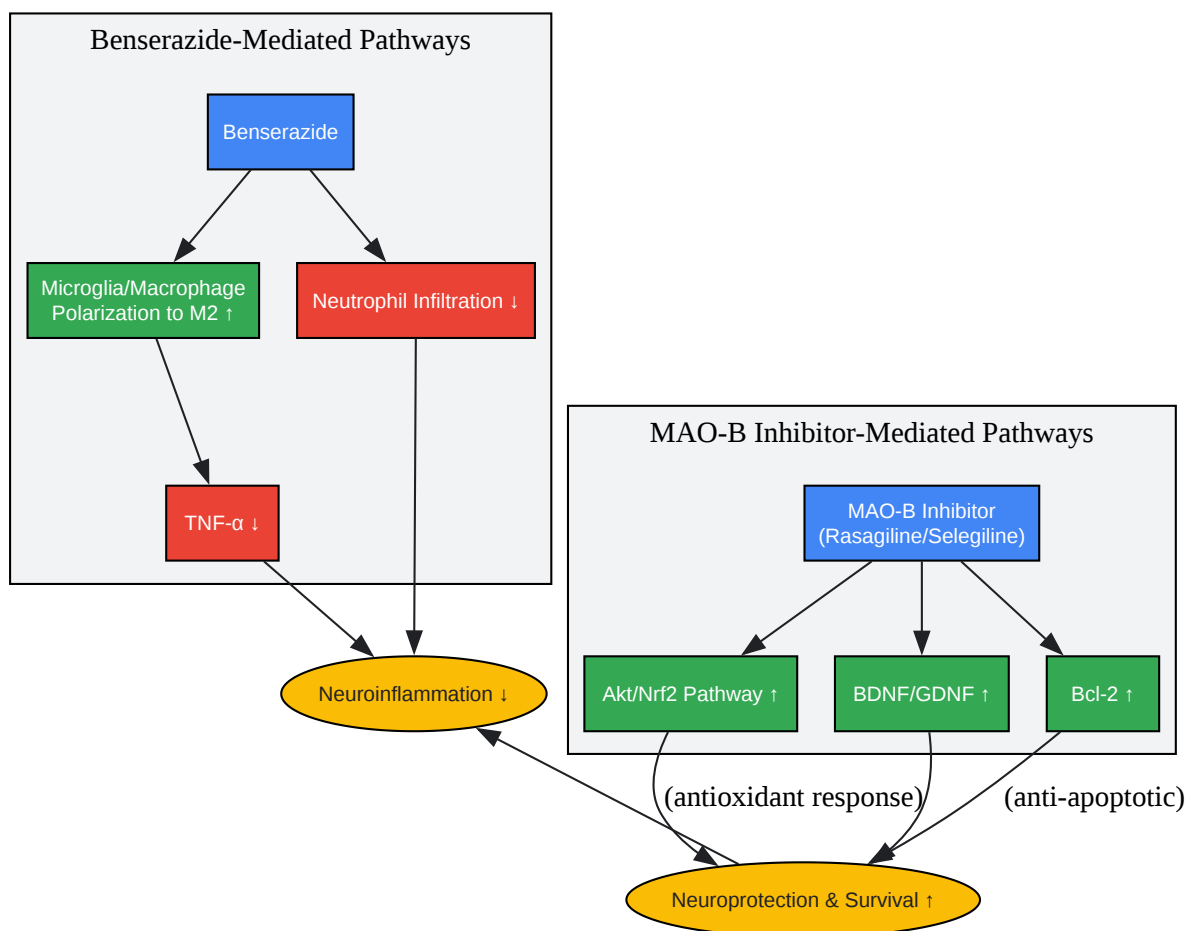 Benserazide-Mediated Pathways
Benserazide
Microglia/Macrophage
Polarization to M2 ↑
Neutrophil Infiltration ↓
TNF-α ↓
Neuroinflammation ↓
MAO-B Inhibitor-Mediated Pathways
MAO-B Inhibitor
(Rasagiline/Selegiline)
Akt/Nrf2 Pathway ↑
BDNF/GDNF ↑
Bcl-2 ↑
(antioxidant response)
(anti-apoptotic)
Neuroprotection & Survival ↑